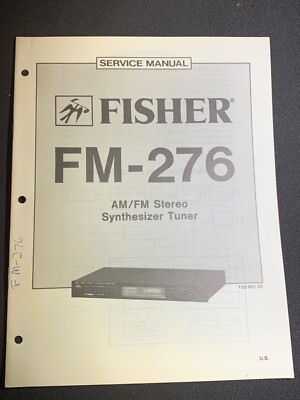 SERVICE MANUAL
FISHER®
FM-276
AM/FM Stereo
Synthesizer Tuner
FM-276
U.S.